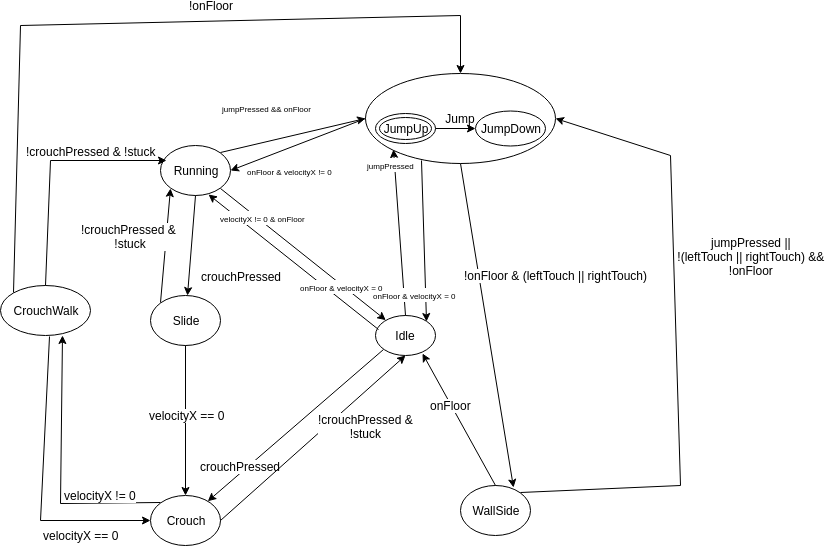 !onFloor
jumpPressed && onFloor
Jump
JumpUp
JumpDown
!crouchPressed & !stuck
Running
onFloor & velocityX != 0
jumpPressed
velocityX != 0 & onFloor
!crouchPressed &
!stuck
jumpPressed ||
!(leftTouch || rightTouch) &&
!onFloor
crouchPressed
!onFloor & (leftTouch || rightTouch)
onFloor & velocityX = 0
onFloor & velocityX = 0
CrouchWalk
Slide
Idle
onFloor
velocityX == 0
!crouchPressed &
!stuck
crouchPressed
velocityX != 0
WallSide
Crouch
velocityX == 0